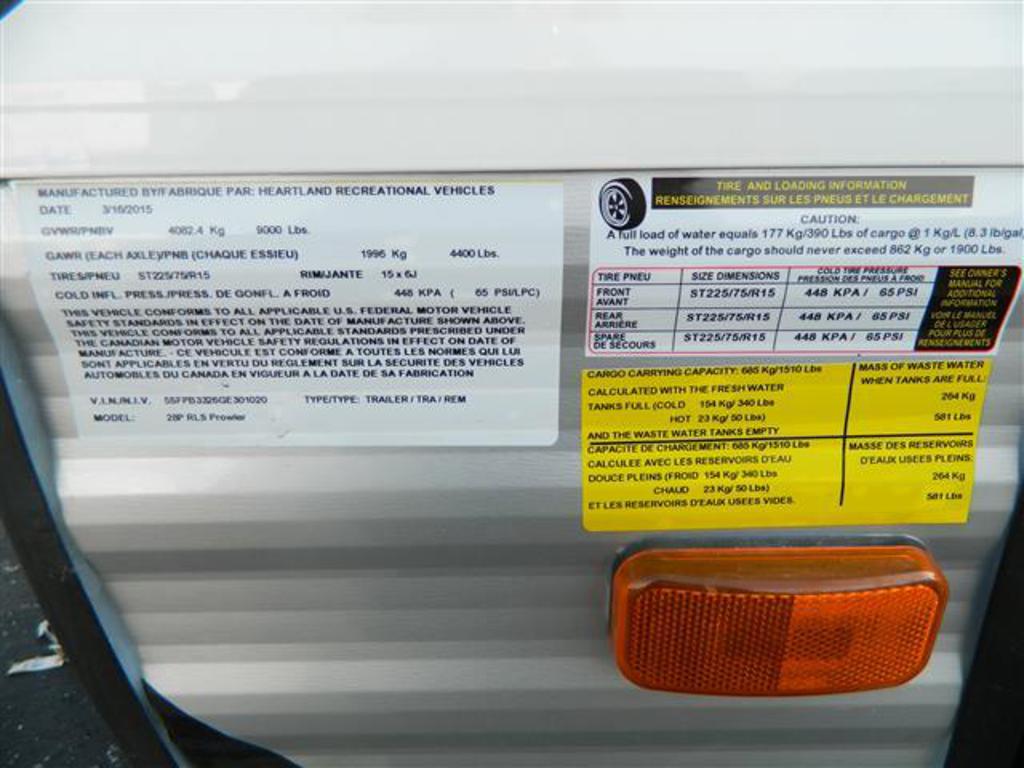 MANUFACTURED BY/FABRIQUE PAR: HEARTLAND RECREATIONAL VEHICLES
DATE 3/16/2015
GVWR/PNBV 4082.4 Kg 9000 Lbs.
GAWR (EACH AXLE)/PNB (CHAQUE ESSIEU) 1996 Kg 4400 Lbs.
TIRES/PNEU ST225/75/R15 RIM/JANTE 15 x 6J
COLD INFL. PRESS./PRESS. DE GONFL. A FROID 448 KPA ( 65 PSI/LPC)
THIS VEHICLE CONFORMS TO ALL APPLICABLE U.S. FEDERAL MOTOR VEHICLE
SAFETY STANDARDS IN EFFECT ON THE DATE OF MANUFACTURE SHOWN ABOVE.
THIS VEHICLE CONFORMS TO ALL APPLICABLE STANDARDS PRESCRIBED UNDER
THE CANADIAN MOTOR VEHICLE SAFETY REGULATIONS IN EFFECT ON DATE OF
MANUFACTURE. - CE VEHICULE EST CONFORME A TOUTES LES NORMES QUI LUI
SONT APPLICABLES EN VERTU DU REGLEMENT SUR LA SECURITE DES VEHICLES
AUTOMOBILES DU CANADA EN VIGUEUR A LA DATE DE SA FABRICATION
V.I.N./N.I.V. 5SFPB3326GE301020 TYPE/TYPE: TRAILER / TRA / REM
MODEL: 28P RLS Prowler
TIRE AND LOADING INFORMATION
RENSEIGNEMENTS SUR LES PNEUS ET LE CHARGEMENT
CAUTION:
A full load of water equals 177 Kg/390 Lbs of cargo @ 1 Kg/L (8.3 lb/gal
The weight of the cargo should never exceed 862 Kg or 1900 Lbs.
TIRE PNEU SIZE DIMENSIONS COLD TIRE PRESSURE
PRESSION DES PNEUS À FROID
FRONT
AVANT ST225/75/R15 448 KPA / 65 PSI
REAR
ARRIÈRE ST225/75/R15 448 KPA / 65 PSI
SPARE
DE SECOURS ST225/75/R15 448 KPA / 65 PSI
SEE OWNER'S
MANUAL FOR
ADDITIONAL
INFORMATION
VOIR LE MANUEL
DE L'USAGER
POUR PLUS DE
RENSEIGNEMENTS
CARGO CARRYING CAPACITY: 685 Kg/1510 Lbs
CALCULATED WITH THE FRESH WATER
TANKS FULL (COLD 154 Kg/ 340 Lbs
HOT 23 Kg/ 50 Lbs)
AND THE WASTE WATER TANKS EMPTY
MASS OF WASTE WATER
WHEN TANKS ARE FULL:
264 Kg
581 Lbs
CAPACITE DE CHARGEMENT: 685 Kg/1510 Lbs
CALCULEE AVEC LES RESERVOIRS D'EAU
DOUCE PLEINS (FROID 154 Kg/ 340 Lbs
CHAUD 23 Kg/ 50 Lbs)
ET LES RESERVOIRS D'EAUX USEES VIDES.
MASSE DES RESERVOIRS
D'EAUX USEES PLEINS:
264 Kg
581 Lbs